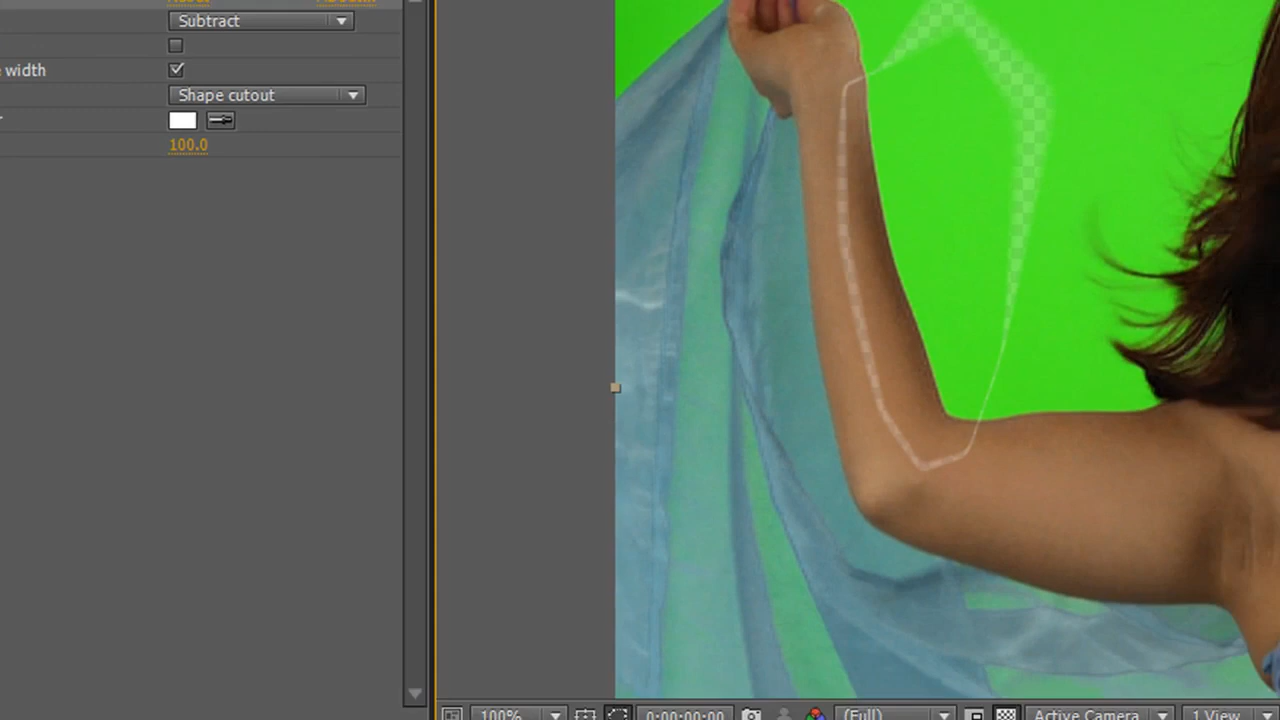 Subtract
width
Shape cutout
100.0
100% 0:00:00:00 (Full) Active Camera 1 View